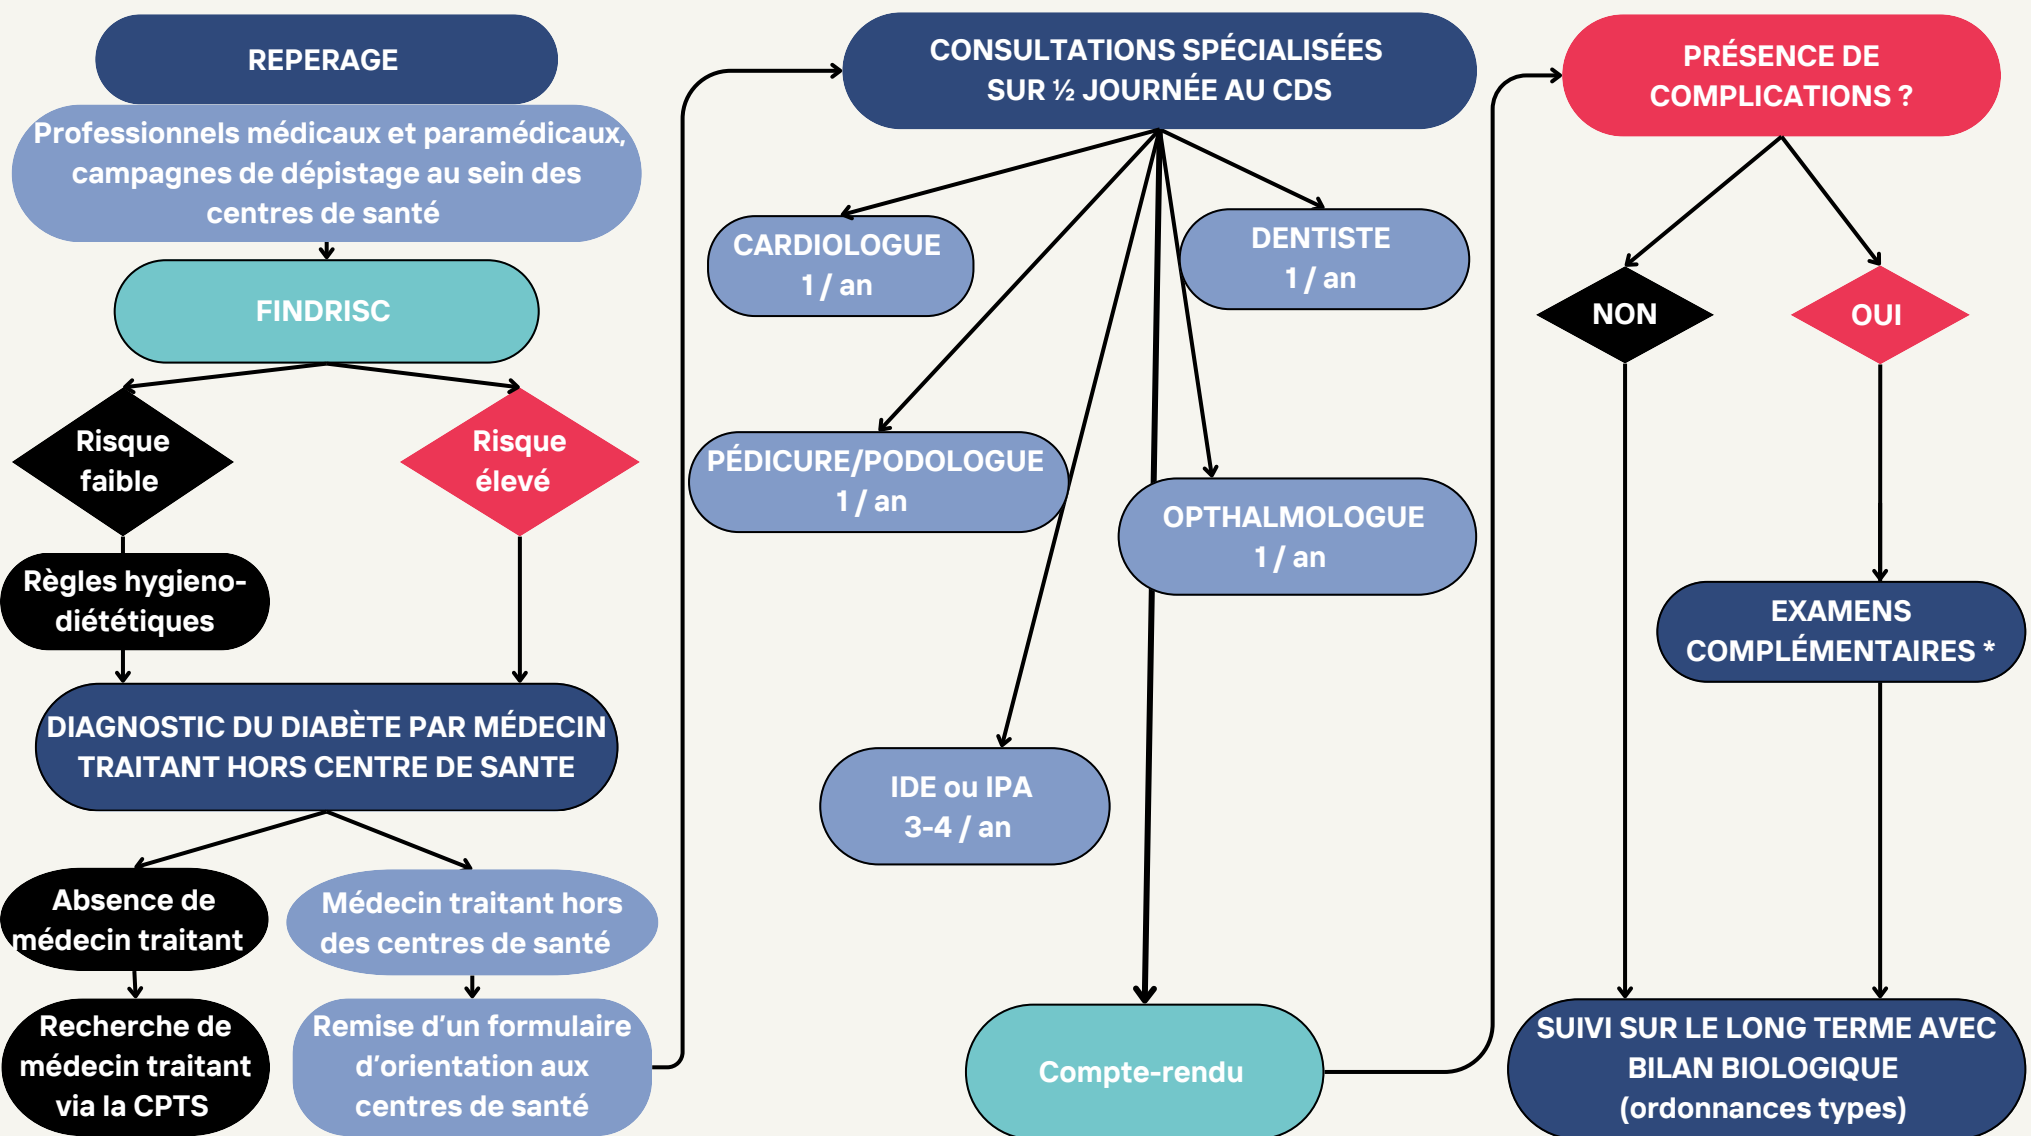 REPERAGE
Professionnels médicaux et paramédicaux,
campagnes de dépistage au sein des
centres de santé
FINDRISC
Risque
faible
Risque
élevé
Règles hygieno-
diététiques
DIAGNOSTIC DU DIABÈTE PAR MÉDECIN
TRAITANT HORS CENTRE DE SANTE
Absence de
médecin traitant
Médecin traitant hors
des centres de santé
Recherche de
médecin traitant
via la CPTS
Remise d'un formulaire
d'orientation aux
centres de santé
CONSULTATIONS SPÉCIALISÉES
SUR ½ JOURNÉE AU CDS
CARDIOLOGUE
1 / an
DENTISTE
1 / an
PÉDICURE/PODOLOGUE
1 / an
OPTHALMOLOGUE
1 / an
IDE ou IPA
3-4 / an
Compte-rendu
PRÉSENCE DE
COMPLICATIONS ?
NON
OUI
EXAMENS
COMPLÉMENTAIRES *
SUIVI SUR LE LONG TERME AVEC
BILAN BIOLOGIQUE
(ordonnances types)